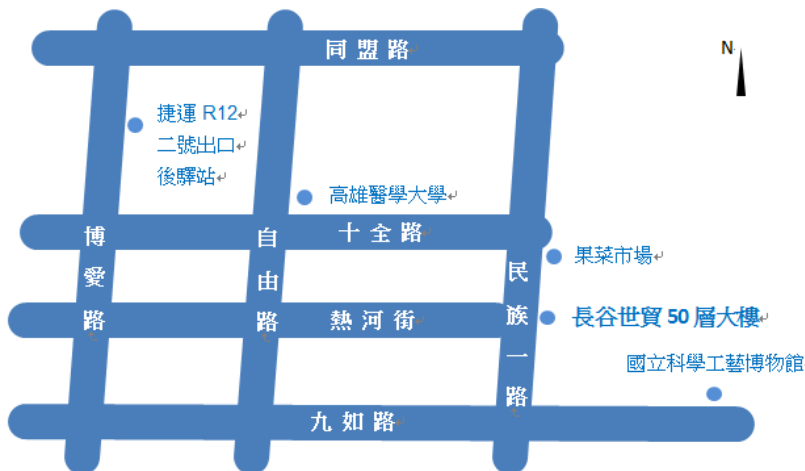 同盟路
N
捷運 R12
二號出口
後驛站
高雄醫學大學
十全路
博愛路
自由路
民族一路
果菜市場
熱河街
長谷世貿 50 層大樓
國立科學工藝博物館
九如路